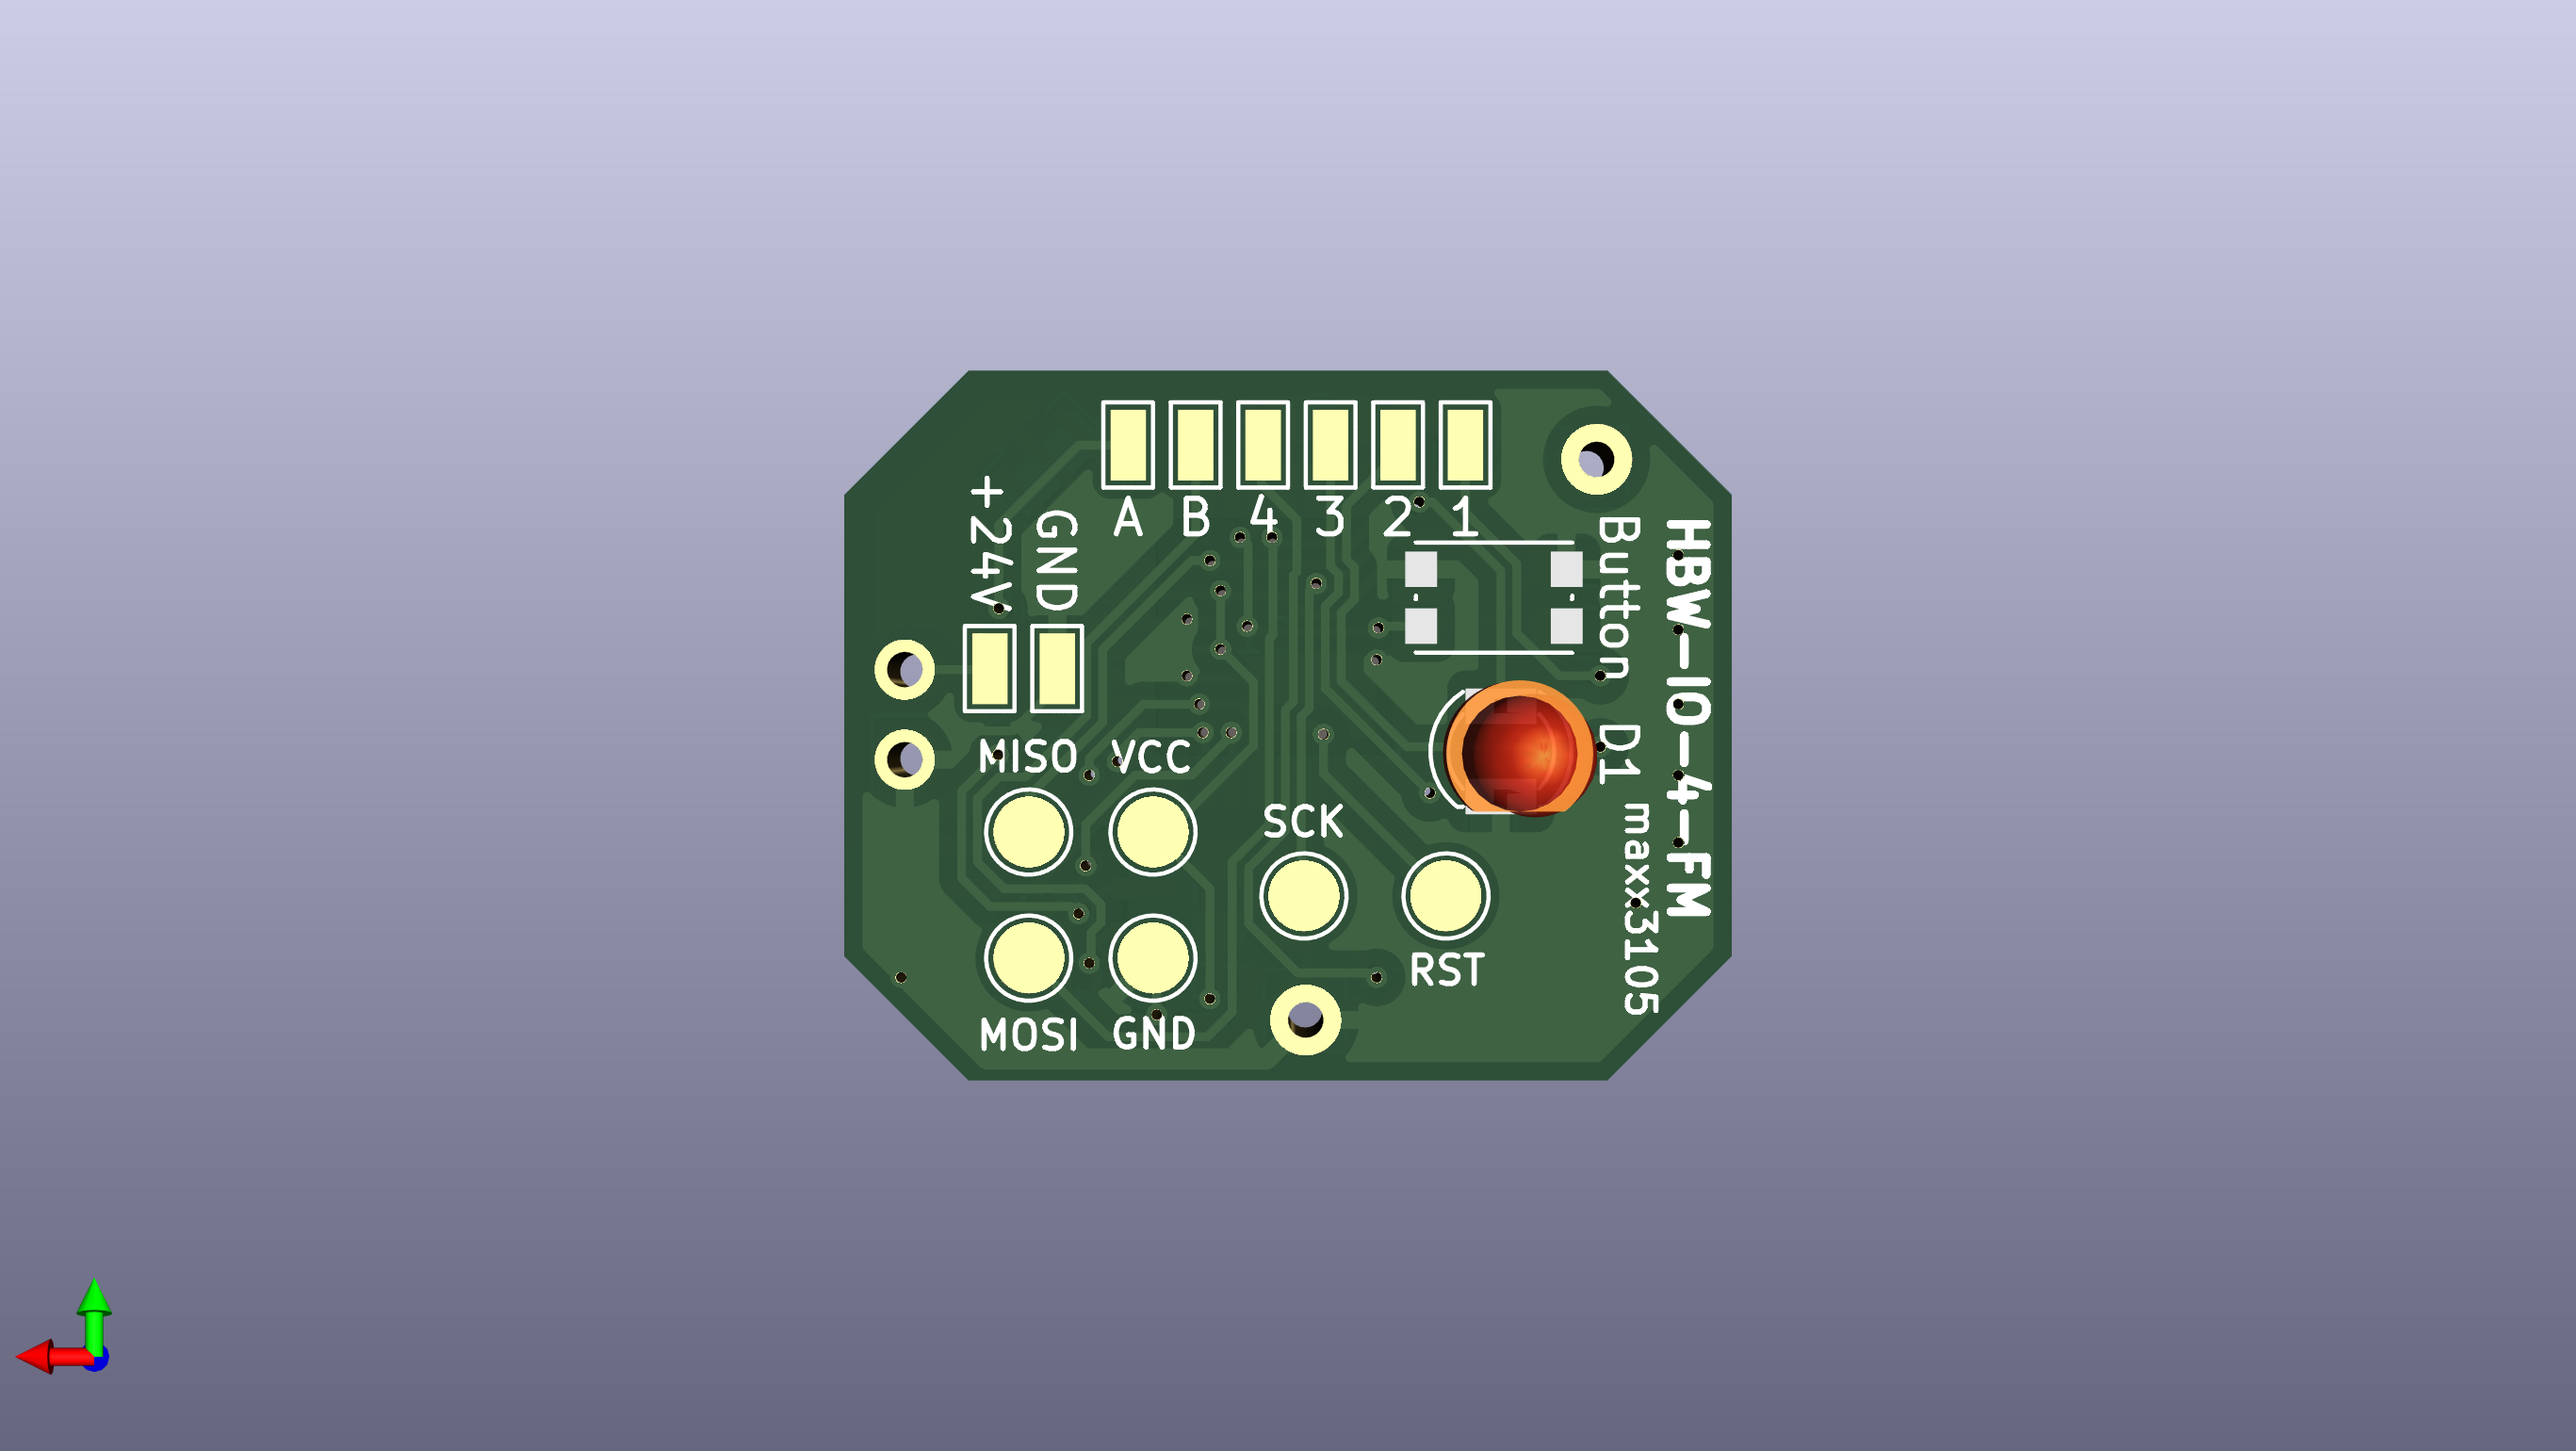 A B 4 3 2 1
+24V
GND
Button
HBW-IO-4-FM
D1
MISO VCC
SCK
maxx3105
RST
MOSI GND